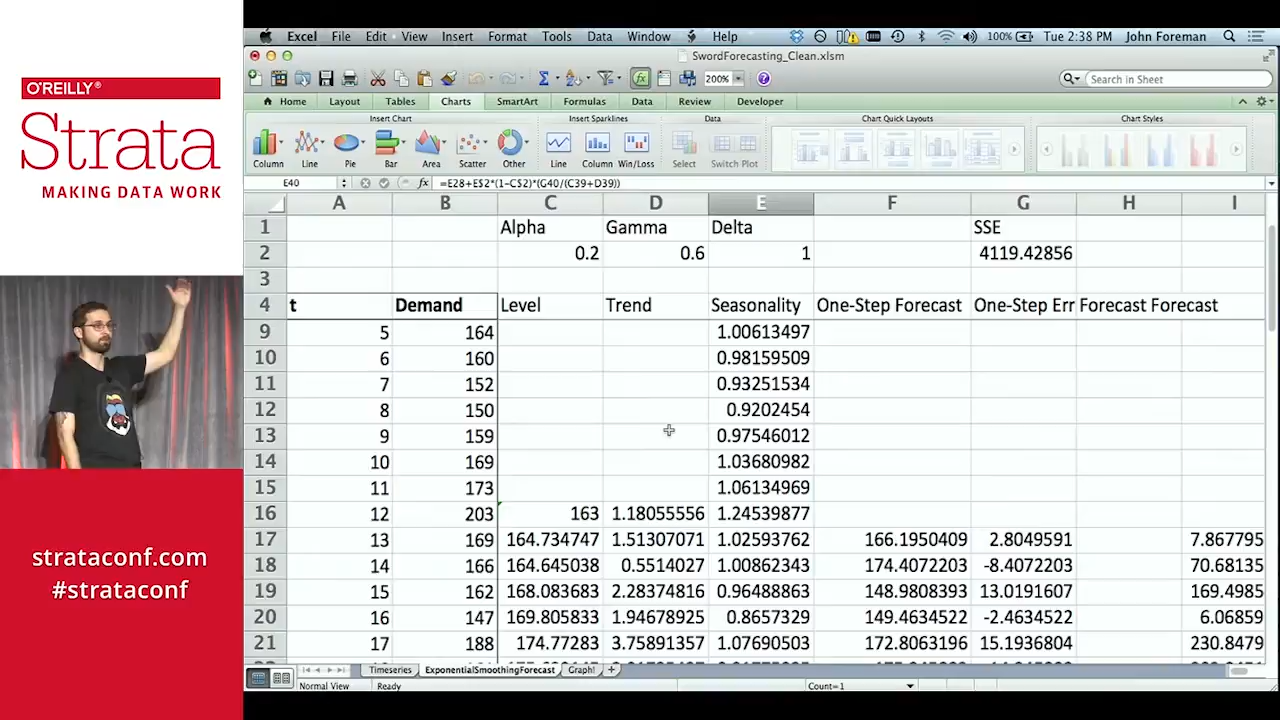 O'REILLY®
Strata
MAKING DATA WORK
strataconf.com
#strataconf
Excel File Edit View Insert Format Tools Data Window Help 100% Tue 2:38 PM John Foreman
SwordForecasting_Clean.xlsm
200% Search in Sheet
Home Layout Tables Charts SmartArt Formulas Data Review Developer
Insert Chart Insert Sparklines Data Chart Quick Layouts Chart Styles
Column Line Pie Bar Area Scatter Other Line Column Win/Loss Select Switch Plot
E40 fx =E28+E$2*(1-C$2)*(G40/(C39+D39))
A B C D E F G H I
1 Alpha Gamma Delta SSE
2 0.2 0.6 1 4119.42856
3
4 t Demand Level Trend Seasonality One-Step Forecast One-Step Err Forecast Forecast
9 5 164 1.00613497
10 6 160 0.98159509
11 7 152 0.93251534
12 8 150 0.9202454
13 9 159 0.97546012
14 10 169 1.03680982
15 11 173 1.06134969
16 12 203 163 1.18055556 1.24539877
17 13 169 164.734747 1.51307071 1.02593762 166.1950409 2.8049591 7.867795
18 14 166 164.645038 0.5514027 1.00862343 174.4072203 -8.4072203 70.68135
19 15 162 168.083683 2.28374816 0.96488863 148.9808393 13.0191607 169.4985
20 16 147 169.805833 1.94678925 0.8657329 149.4634522 -2.4634522 6.06859
21 17 188 174.77283 3.75891357 1.07690503 172.8063196 15.1936804 230.8479
Timeseries ExponentialSmoothingForecast Graph!
Normal View Ready Count=1